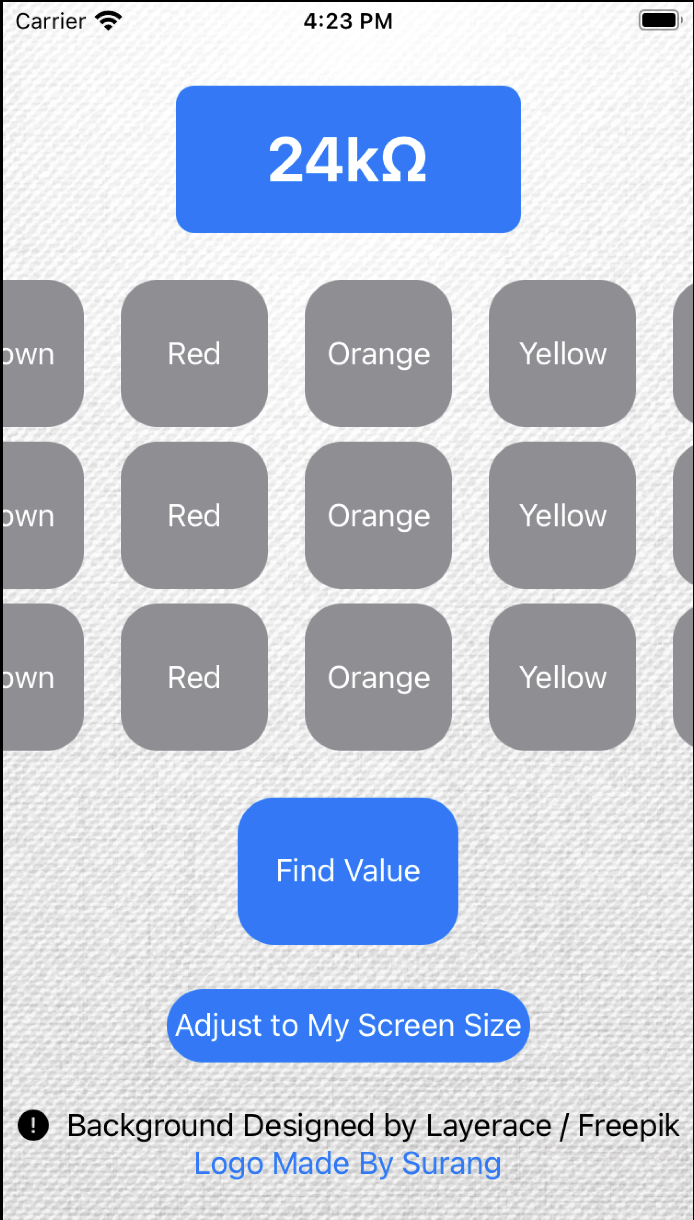 Carrier 4:23 PM
24kΩ
own Red Orange Yellow
own Red Orange Yellow
own Red Orange Yellow
Find Value
Adjust to My Screen Size
Background Designed by Layerace / Freepik
Logo Made By Surang